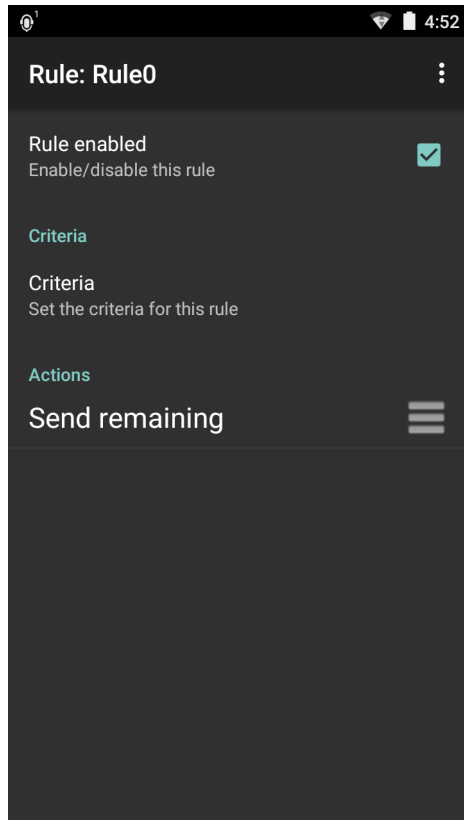 1
4:52
Rule: Rule0
Rule enabled
Enable/disable this rule
Criteria
Criteria
Set the criteria for this rule
Actions
Send remaining